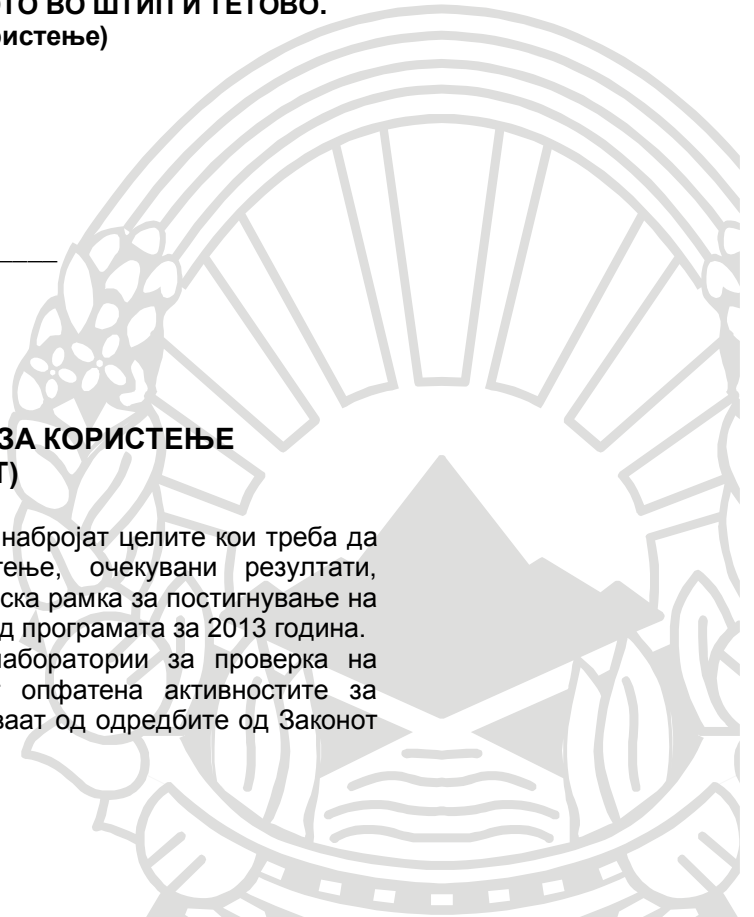 ОТО ВО ШТИП И ТЕТОВО.
ристење)
ЗА КОРИСТЕЊЕ
Т)
набројат целите кои треба да
тење, очекувани резултати,
ска рамка за постигнување на
д програмата за 2013 година.
лаборатории за проверка на
опфатена активностите за
ваат од одредбите од Законот